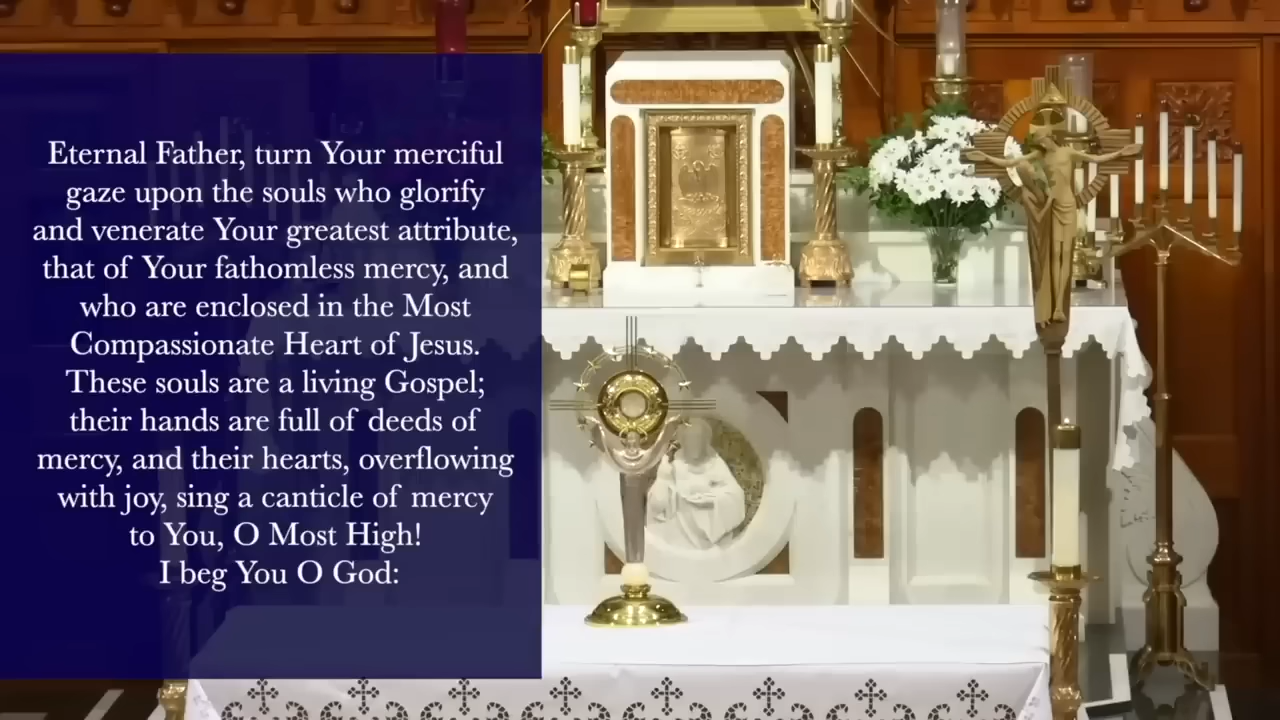 Eternal Father, turn Your merciful
gaze upon the souls who glorify
and venerate Your greatest attribute,
that of Your fathomless mercy, and
who are enclosed in the Most
Compassionate Heart of Jesus.
These souls are a living Gospel;
their hands are full of deeds of
mercy, and their hearts, overflowing
with joy, sing a canticle of mercy
to You, O Most High!
I beg You O God: